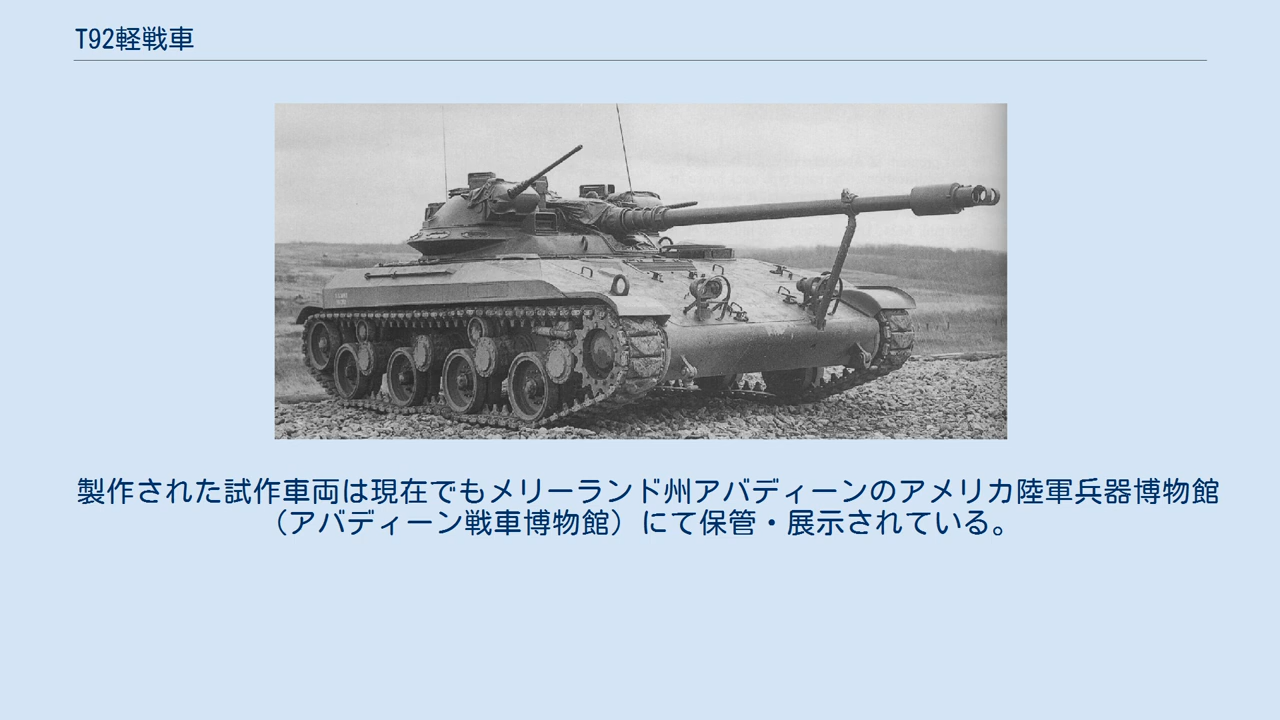 T92軽戦車
製作された試作車両は現在でもメリーランド州アバディーンのアメリカ陸軍兵器博物館
（アバディーン戦車博物館）にて保管・展示されている。